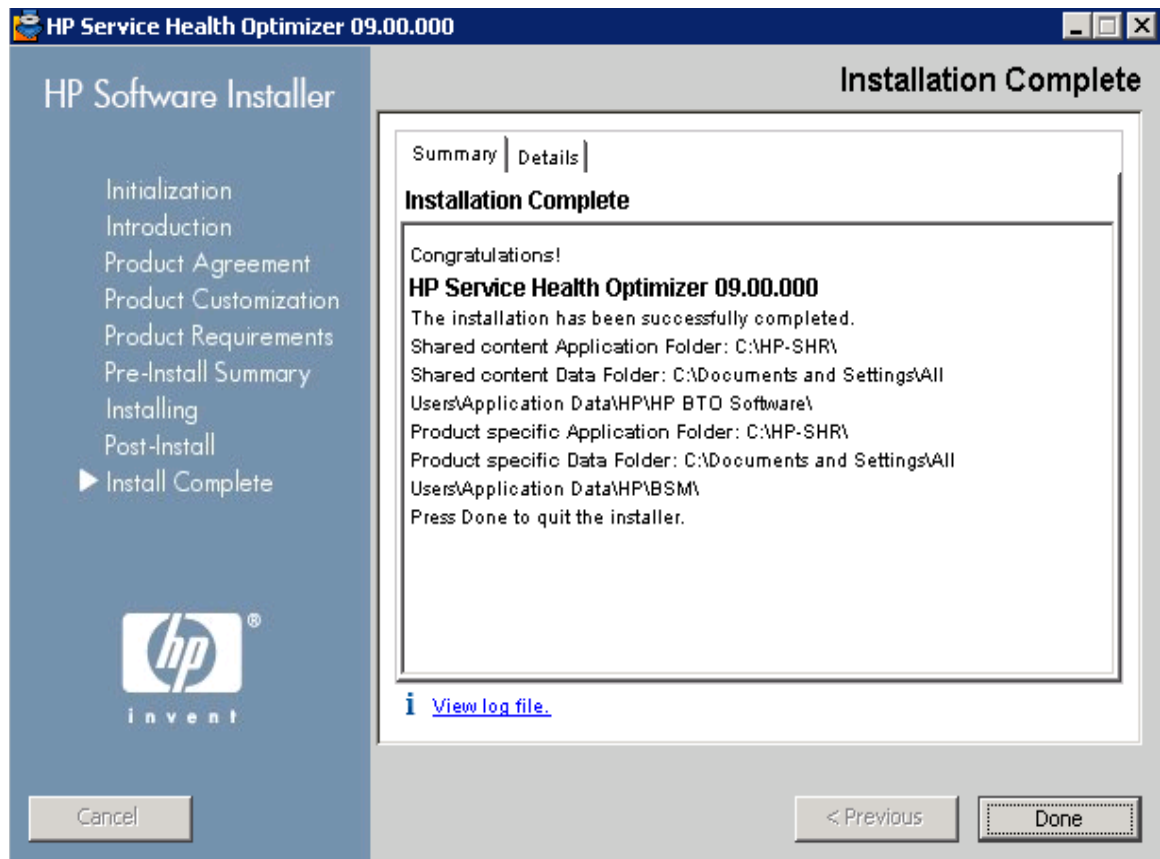 HP Service Health Optimizer 09.00.000
HP Software Installer
Initialization
Introduction
Product Agreement
Product Customization
Product Requirements
Pre-Install Summary
Installing
Post-Install
Install Complete
hp
®
invent
Cancel
Installation Complete
Summary
Details
Installation Complete
Congratulations!
HP Service Health Optimizer 09.00.000
The installation has been successfully completed.
Shared content Application Folder: C:\HP-SHR\
Shared content Data Folder: C:\Documents and Settings\All
Users\Application Data\HP\HP BTO Software\
Product specific Application Folder: C:\HP-SHR\
Product specific Data Folder: C:\Documents and Settings\All
Users\Application Data\HP\BSM\
Press Done to quit the installer.
i View log file.
< Previous
Done